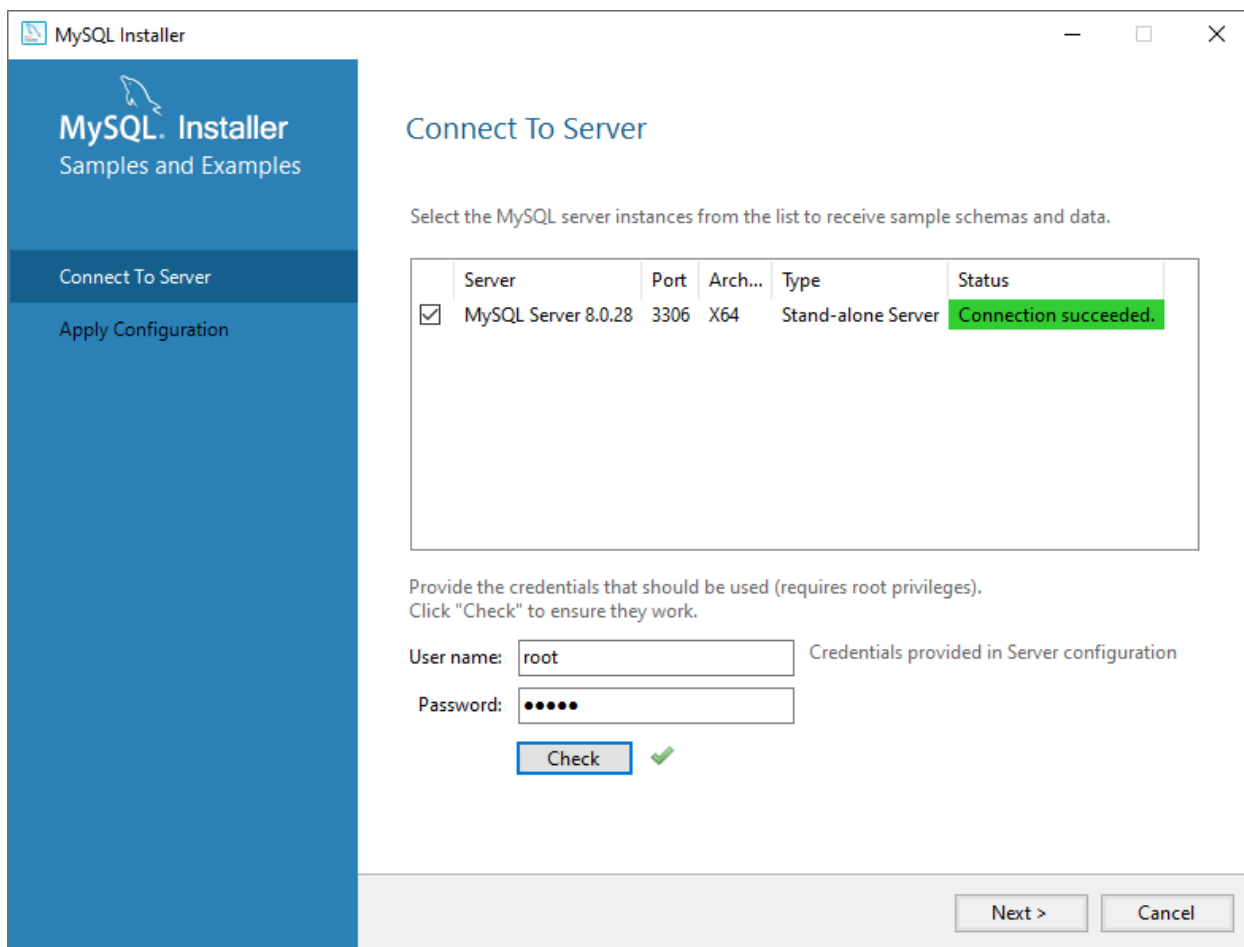 MySQL Installer
MySQL. Installer
Samples and Examples
Connect To Server
Apply Configuration
Connect To Server
Select the MySQL server instances from the list to receive sample schemas and data.
Server Port Arch... Type Status
MySQL Server 8.0.28 3306 X64 Stand-alone Server Connection succeeded.
Provide the credentials that should be used (requires root privileges).
Click "Check" to ensure they work.
User name: root Credentials provided in Server configuration
Password: •••••
Check
Next > Cancel